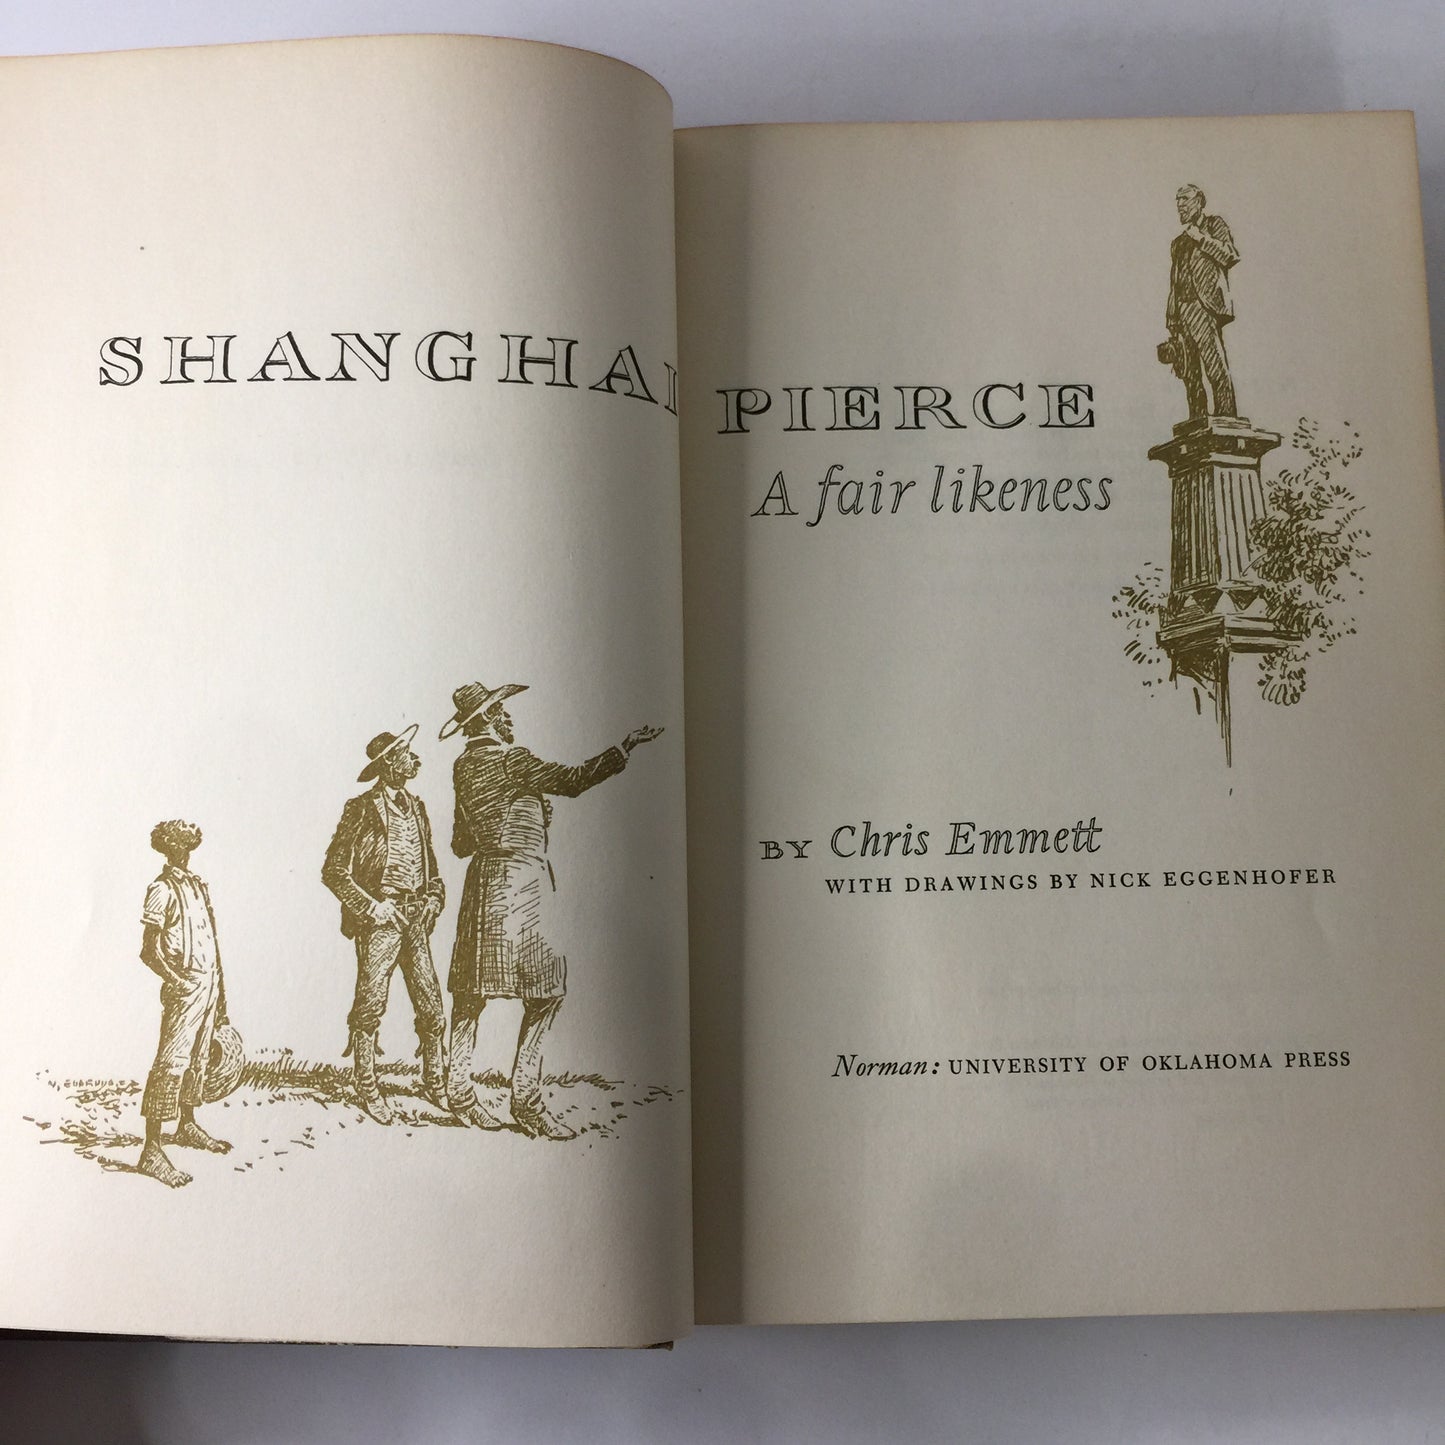 SHANGHAI PIERCE
A fair likeness
BY Chris Emmett
WITH DRAWINGS BY NICK EGGENHOFER
Norman: UNIVERSITY OF OKLAHOMA PRESS